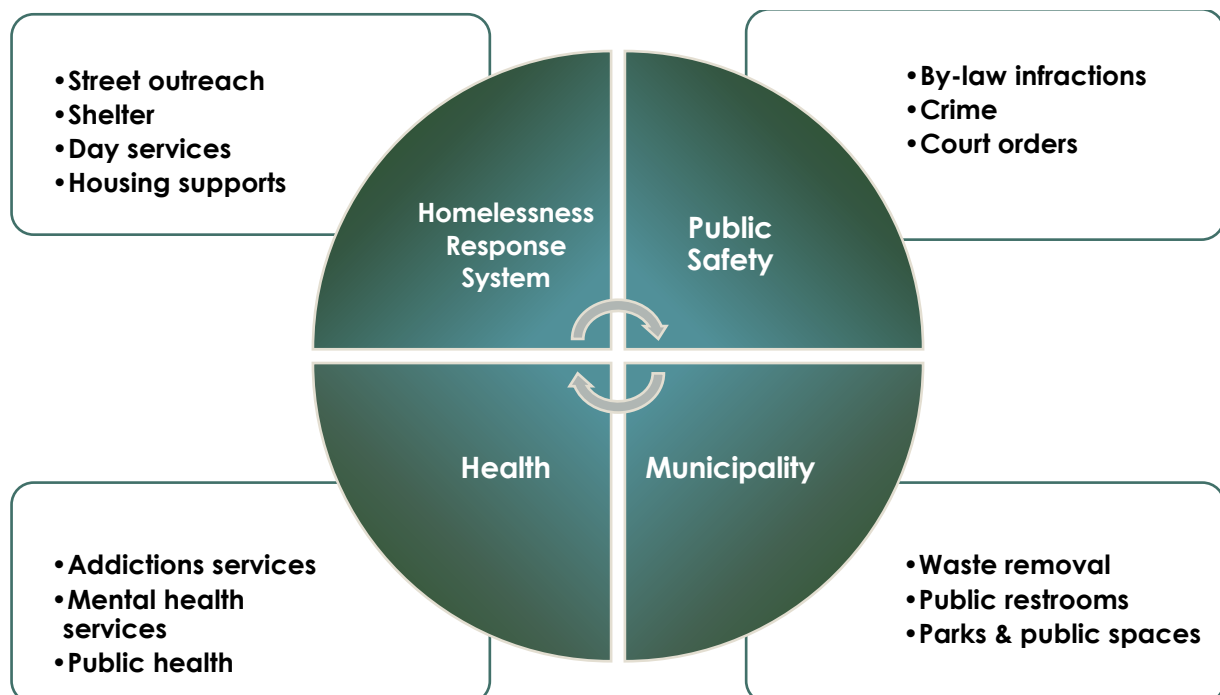 •Street outreach
•Shelter
•Day services
•Housing supports
•By-law infractions
•Crime
•Court orders
Homelessness
Response
System
Public
Safety
Health
Municipality
•Addictions services
•Mental health
services
•Public health
•Waste removal
•Public restrooms
•Parks & public spaces